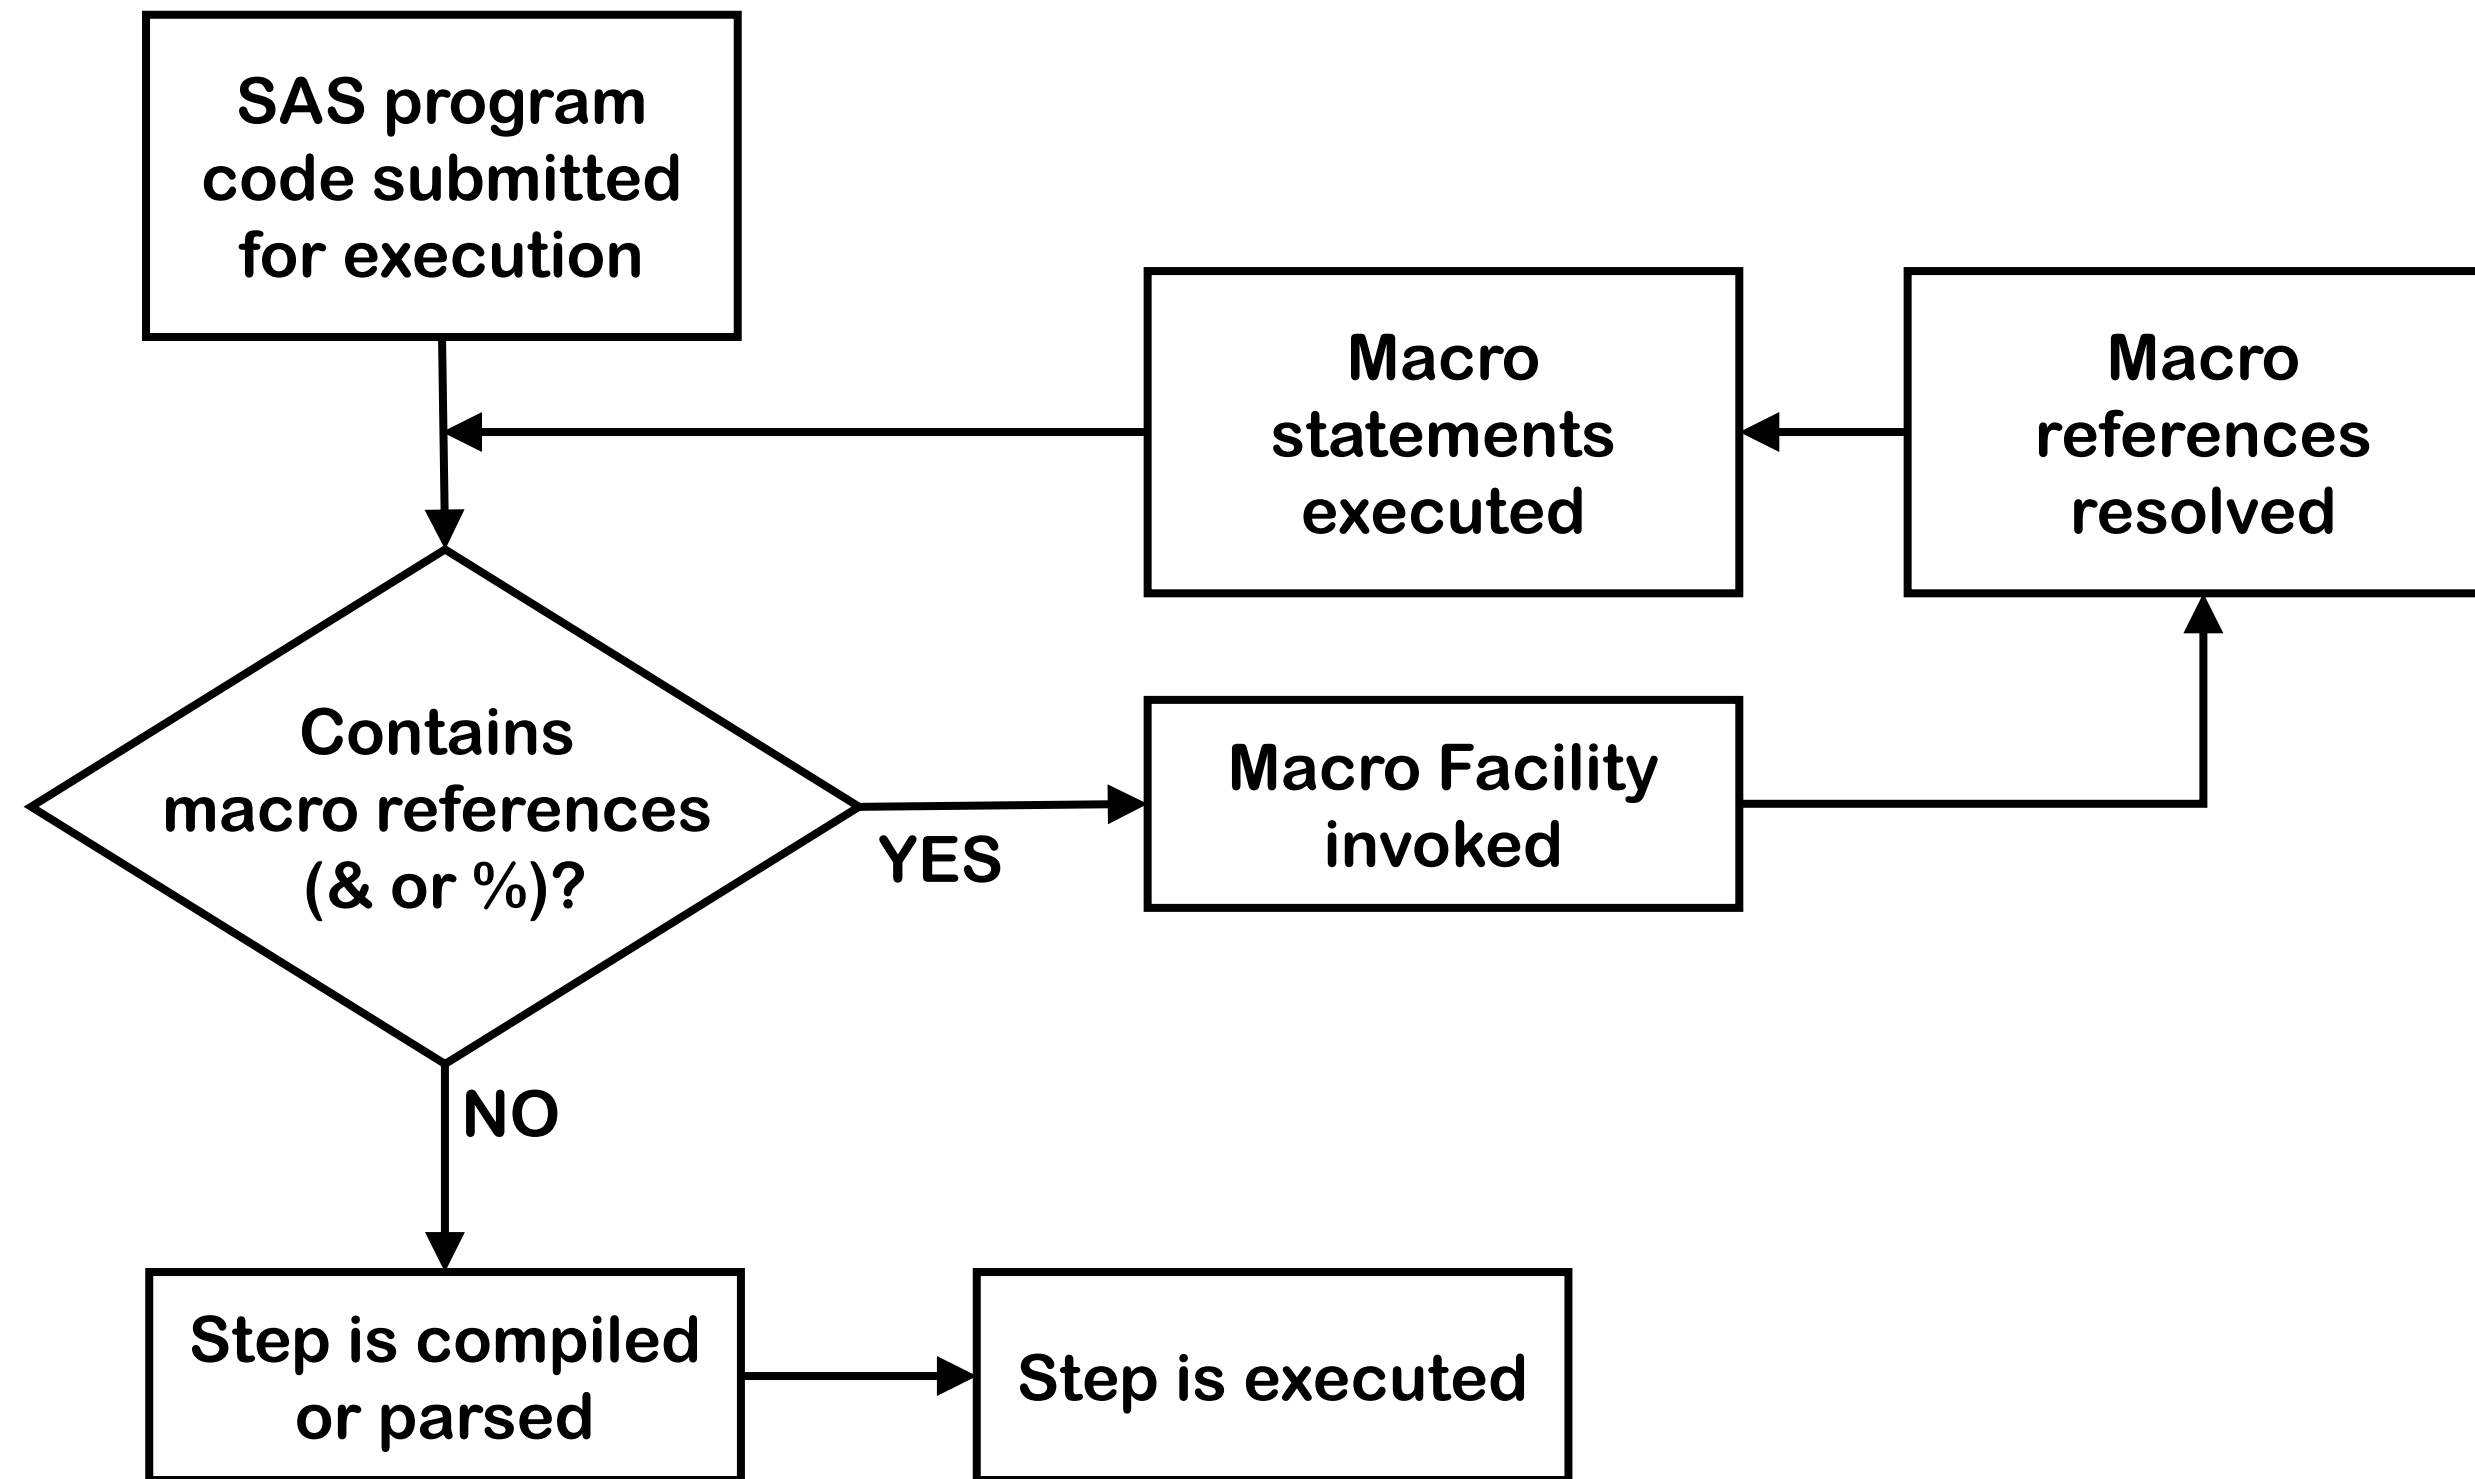 SAS program
code submitted
for execution
Macro
statements
executed
Macro
references
resolved
Contains
macro references
(& or %)?
YES
Macro Facility
invoked
NO
Step is compiled
or parsed
Step is executed